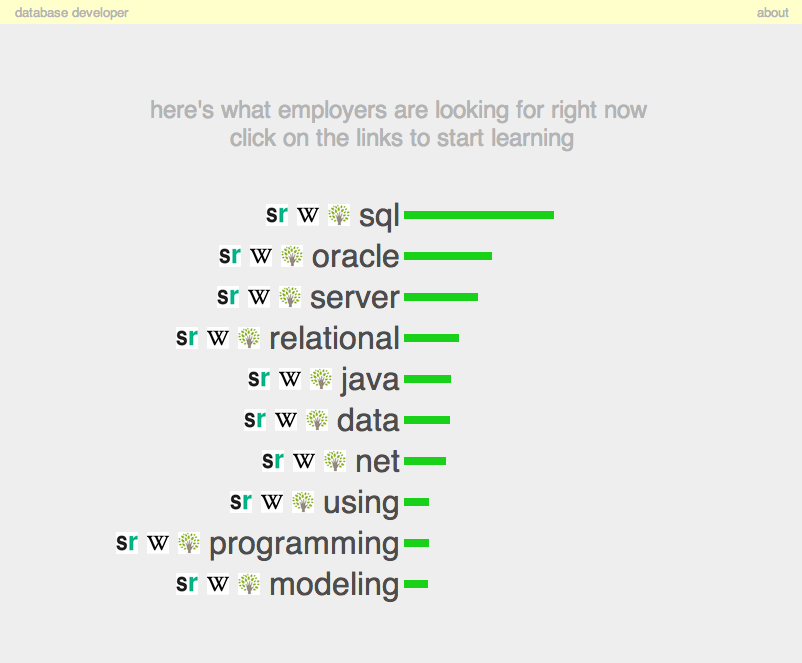 database developer about
here's what employers are looking for right now
click on the links to start learning
sr W sql
sr W oracle
sr W server
sr W relational
sr W java
sr W data
sr W net
sr W using
sr W programming
sr W modeling